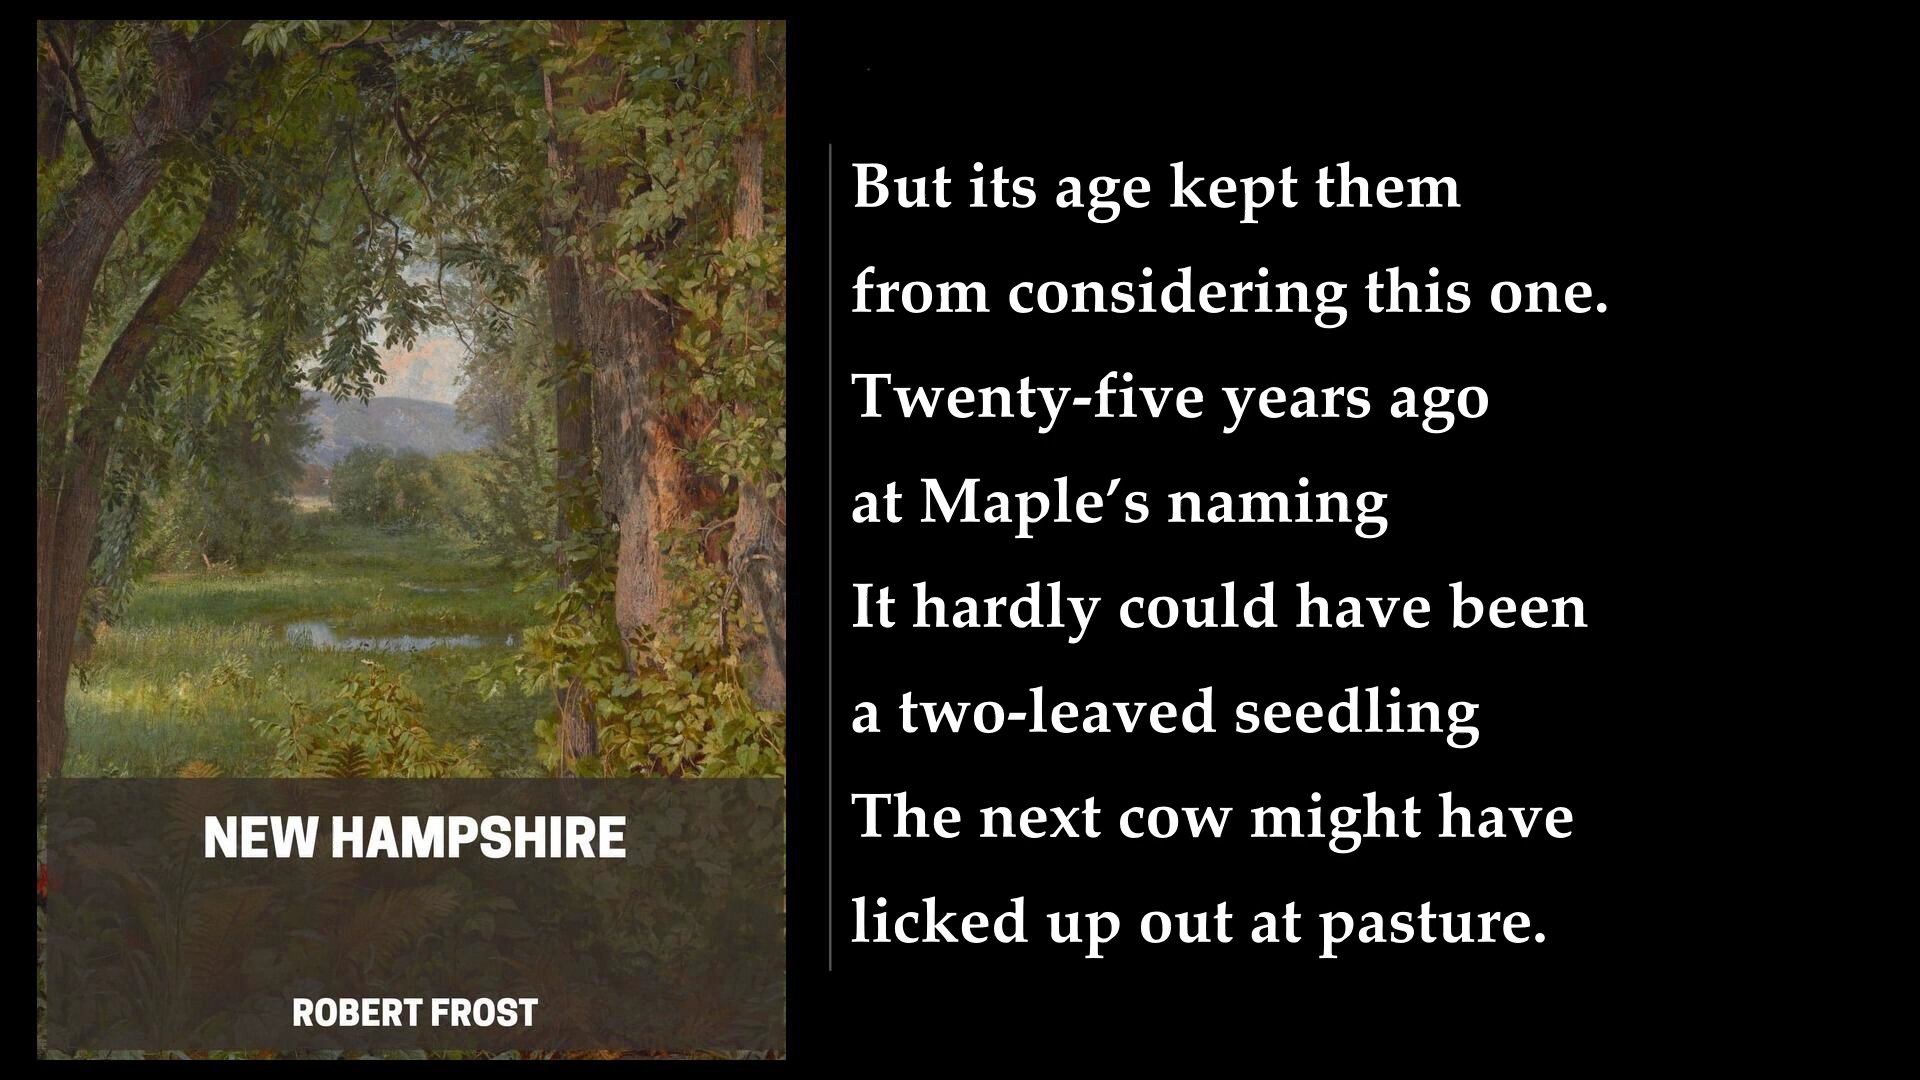 NEW HAMPSHIRE
ROBERT FROST
But its age kept them
from considering this one.
Twenty-five years ago
at Maple’s naming
It hardly could have been
a two-leaved seedling
The next cow might have
licked up out at pasture.